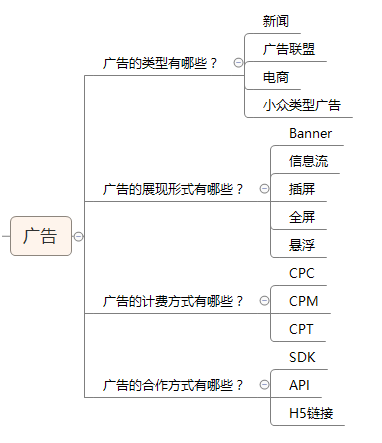 广告
广告的类型有哪些？
新闻
广告联盟
电商
小众类型广告
广告的展现形式有哪些？
Banner
信息流
插屏
全屏
悬浮
广告的计费方式有哪些？
CPC
CPM
CPT
广告的合作方式有哪些？
SDK
API
H5链接